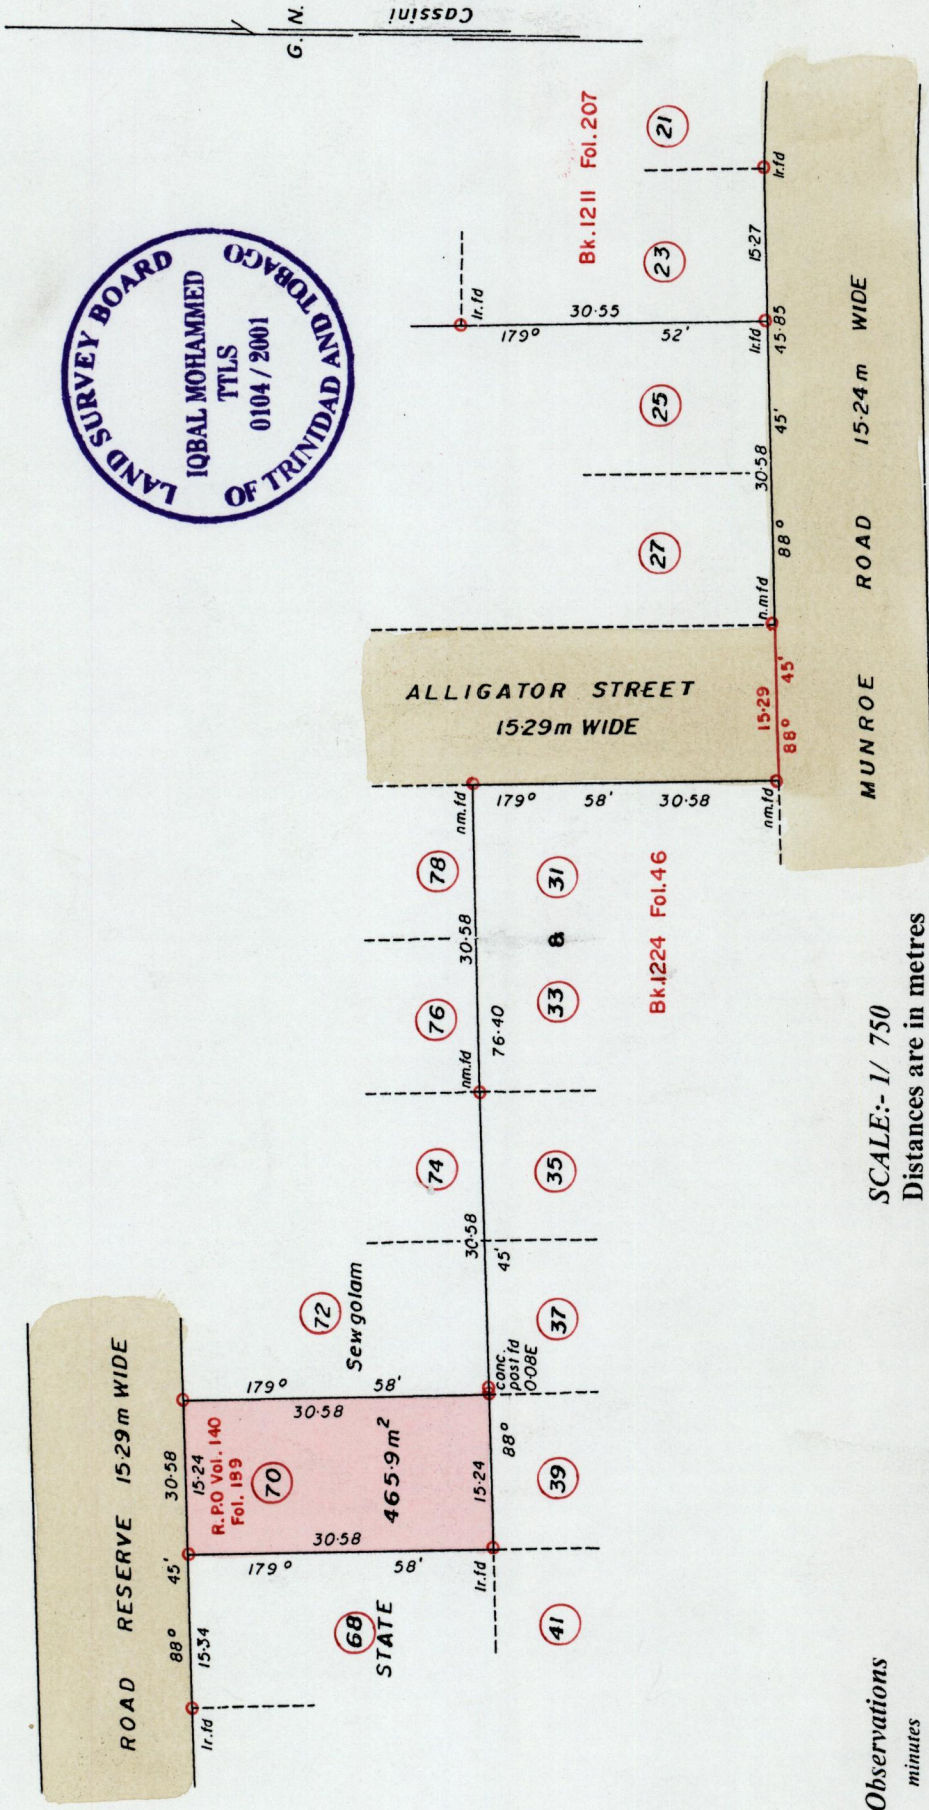 G. N.
Cassini
LAND SURVEY BOARD
OF TRINIDAD AND TOBAGO
IQBAL MOHAMMED
TTLS
0104 / 2001
ROAD RESERVE 15·29m WIDE
88° 45' 30·58
15·34
15·24
Ir.fd
R.P.O Vol. 140
Fol. 189
70
465·9m²
179° 58'
30·58
179° 58'
30·58
15·24
Ir.fd
68
STATE
72
Sewgolam
conc.
post fd
0·08E
88° 45'
30·58
76·40
30·58
nm.fd
nm.fd
74
76
78
41
39
37
35
33 & 31
Bk.1224 Fol.46
179° 58' 30·58
nm.fd
ALLIGATOR STREET
15·29m WIDE
15·29
88° 45'
n.mfd
27
25
23
21
Bk.1211 Fol.207
Ir.fd
179° 52'
30·55
88° 45' 45·85
30·58
Ir.fd
15·27
Ir.fd
MUNROE ROAD 15·24m WIDE
SCALE:- 1/ 750
Distances are in metres
Observations
minutes